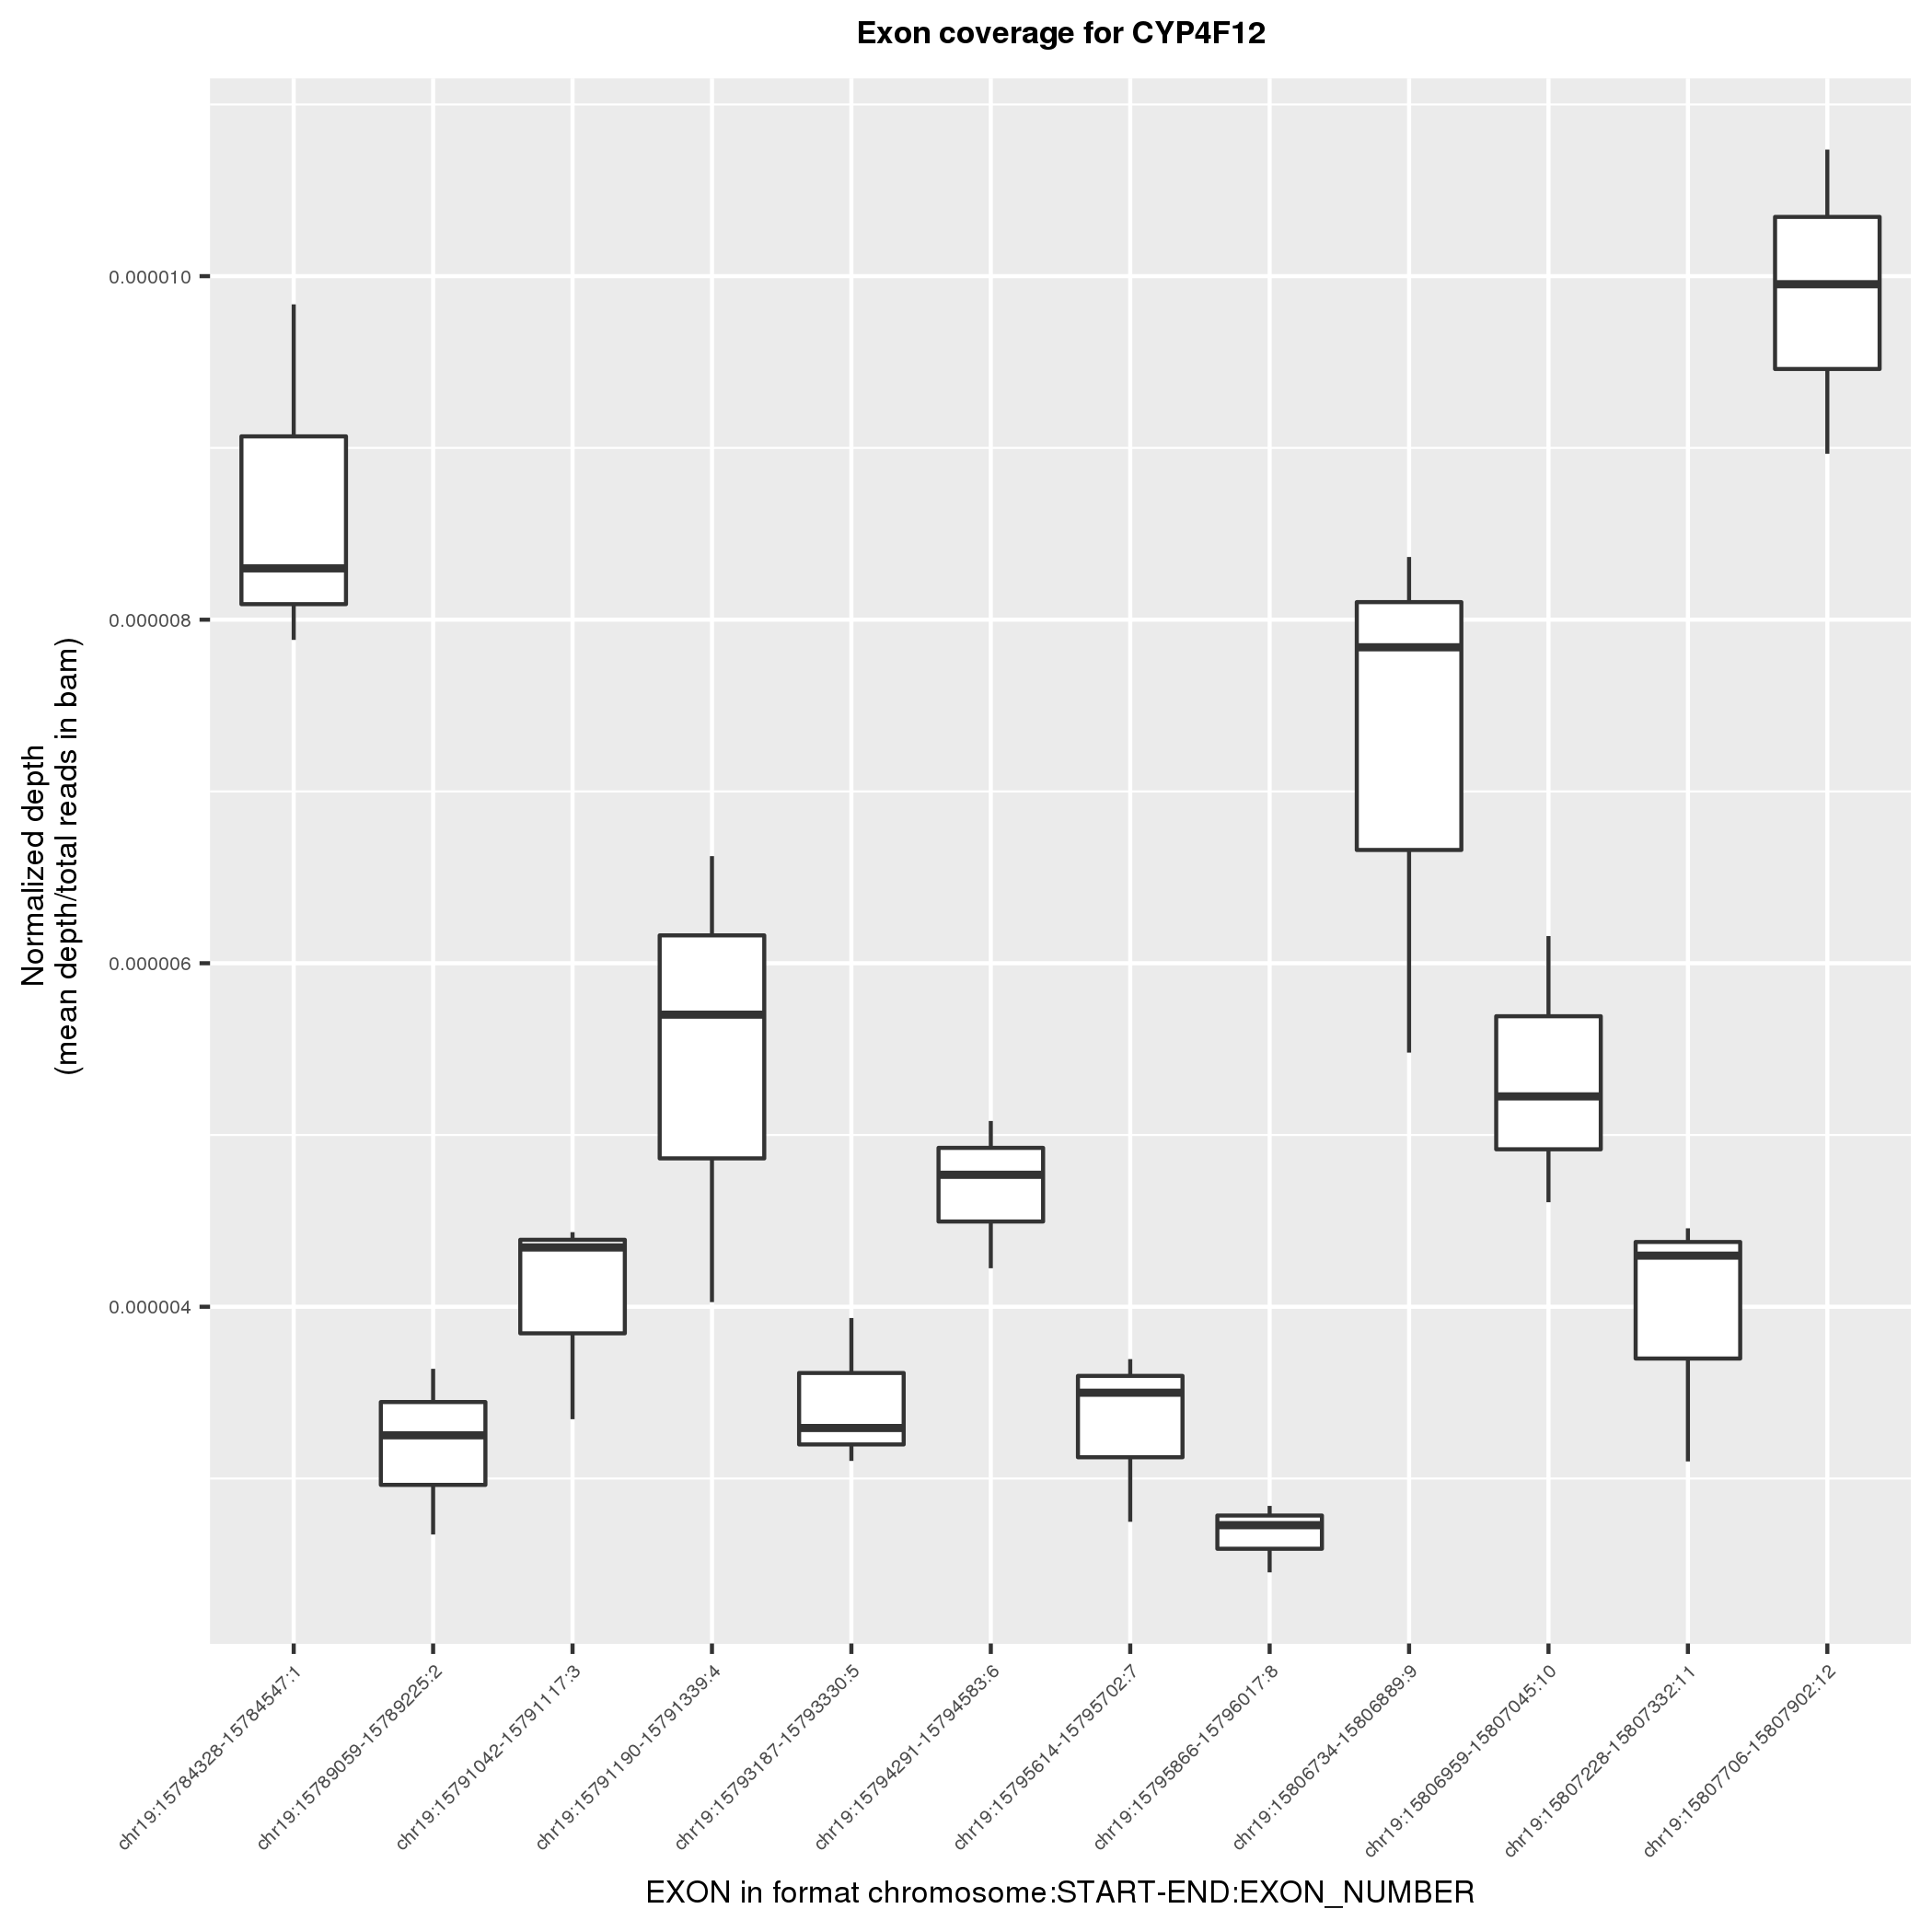 Exon coverage for CYP4F12
Normalized depth
(mean depth/total reads in bam)
0.000010
0.000008
0.000006
0.000004
chr19:15784328-15784547:1
chr19:15789059-15789225:2
chr19:15791042-15791117:3
chr19:15791190-15791339:4
chr19:15793187-15793330:5
chr19:15794291-15794583:6
chr19:15795614-15795702:7
chr19:15795866-15796017:8
chr19:15806734-15806889:9
chr19:15806959-15807045:10
chr19:15807228-15807332:11
chr19:15807706-15807902:12
EXON in format chromosome:START-END:EXON_NUMBER